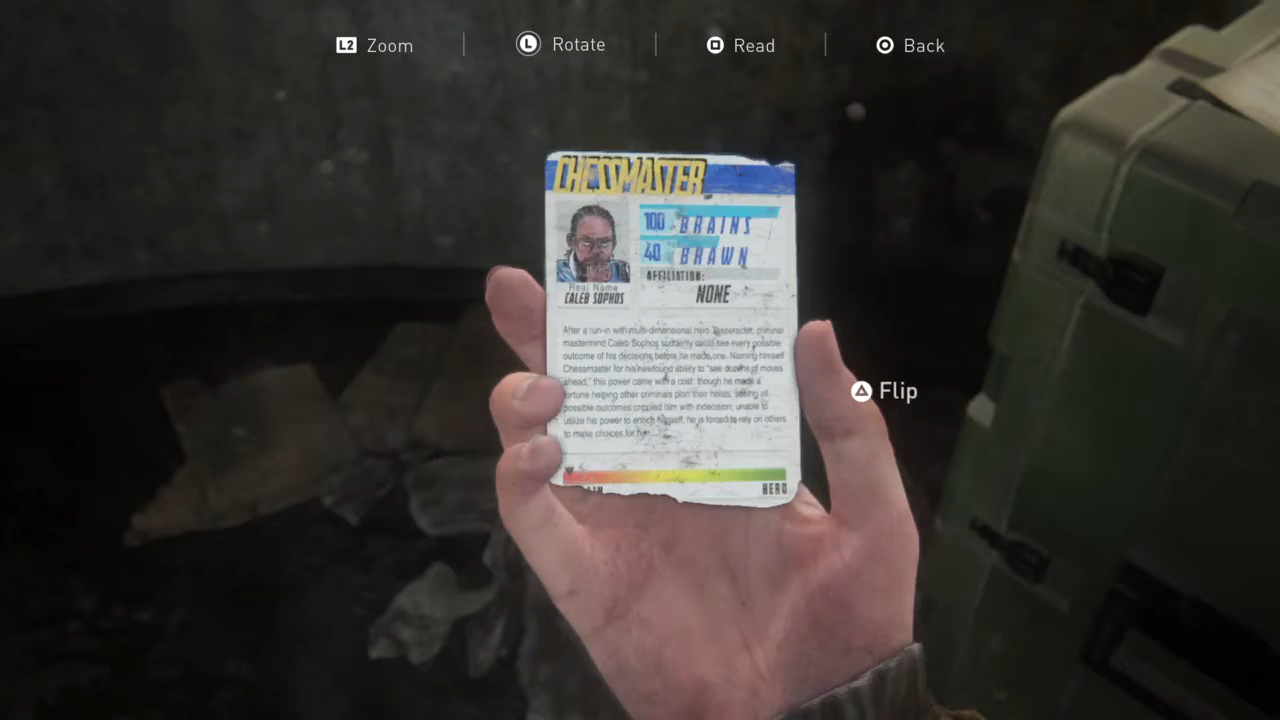 L2 Zoom
L Rotate
Read
Back
CHESSMASTER
100 BRAINS
40 BRAWN
AFFILIATION:
NONE
Real Name
CALEB SOPHOS
After a run-in with multi-dimensional hero Tesseracter, criminal
mastermind Caleb Sophos suddenly could see every possible
outcome of his decisions before he made one. Naming himself
Chessmaster for his newfound ability to "see dozens of moves
ahead," this power came with a cost: though he made a
fortune helping other criminals plan their heists, seeing all
possible outcomes crippled him with indecision; unable to
utilize his power to enrich himself, he is forced to rely on others
to make choices for him.
Flip
HERO